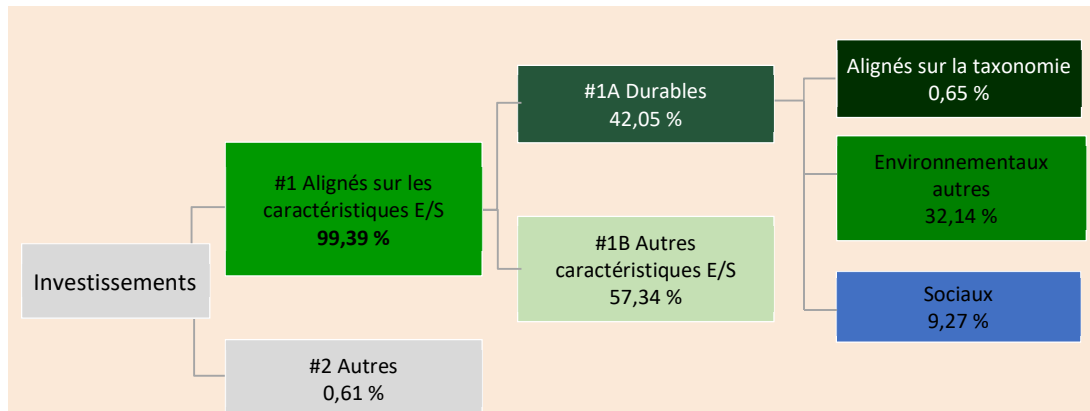 Investissements
#1 Alignés sur les
caractéristiques E/S
99,39 %
#2 Autres
0,61 %
#1A Durables
42,05 %
#1B Autres
caractéristiques E/S
57,34 %
Alignés sur la taxonomie
0,65 %
Environnementaux
autres
32,14 %
Sociaux
9,27 %